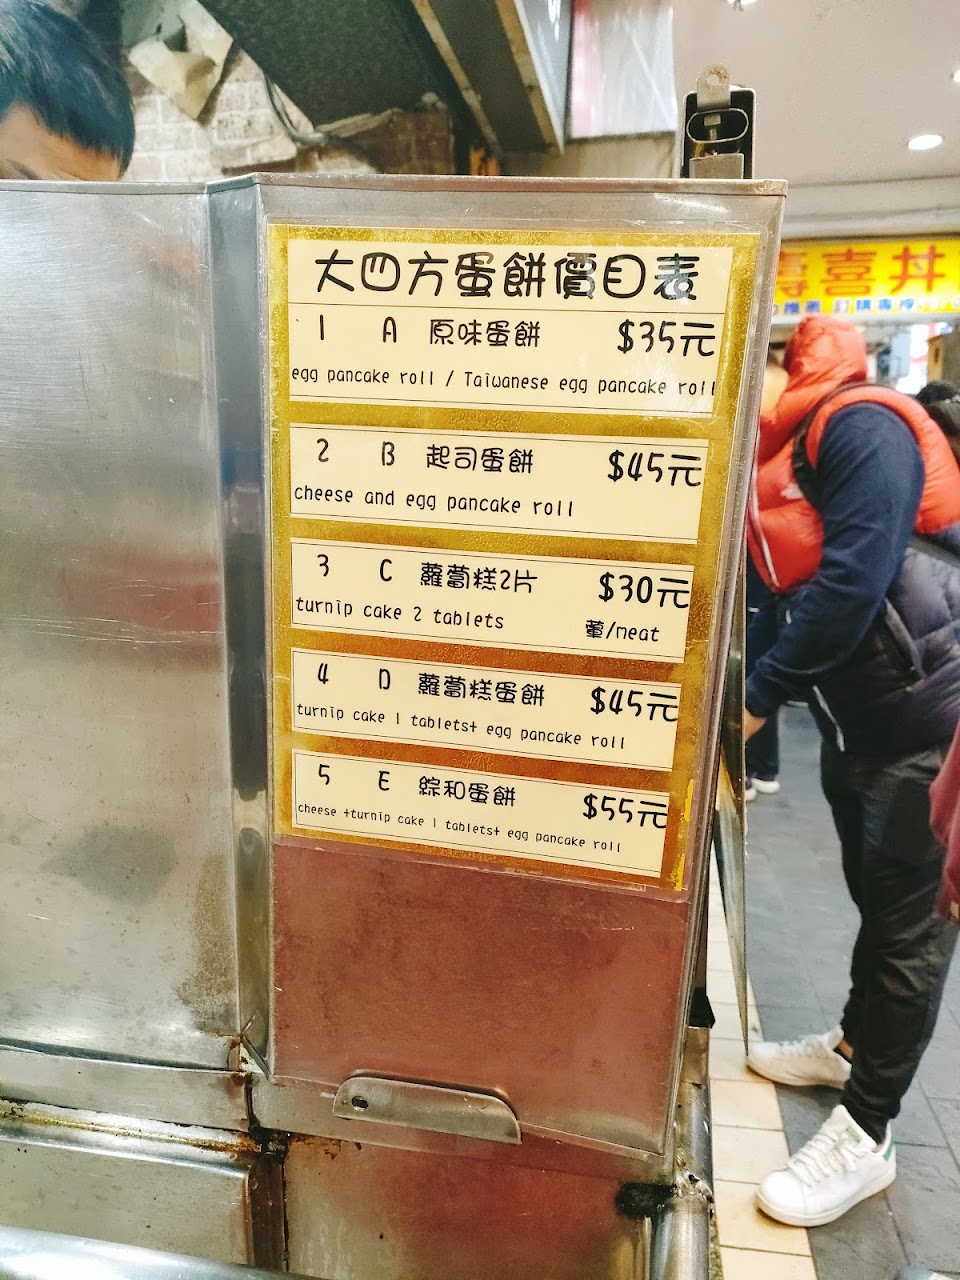 大四方蛋餅價目表
1 A 原味蛋餅 $35元
egg pancake roll / Taiwanese egg pancake roll
2 B 起司蛋餅 $45元
cheese and egg pancake roll
3 C 蘿蔔糕2片 $30元
turnip cake 2 tablets 葷/meat
4 D 蘿蔔糕蛋餅 $45元
turnip cake 1 tablets+ egg pancake roll
5 E 綜和蛋餅 $55元
cheese +turnip cake 1 tablets+ egg pancake roll
壽喜丼
訂購專線